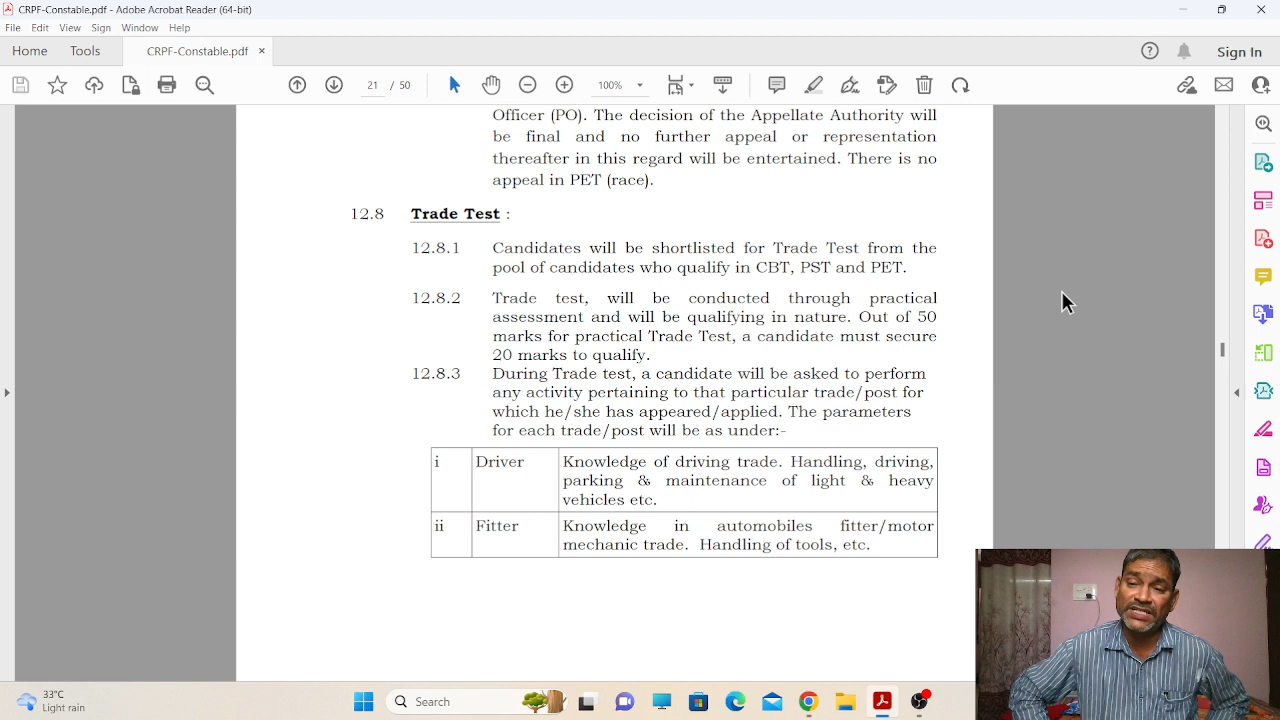 CRPF-Constable.pdf - Adobe Acrobat Reader (64-bit)
File Edit View Sign Window Help
Home Tools CRPF-Constable.pdf × Sign In
21 / 50 100%
Officer (PO). The decision of the Appellate Authority will
be final and no further appeal or representation
thereafter in this regard will be entertained. There is no
appeal in PET (race).
12.8 Trade Test :
12.8.1 Candidates will be shortlisted for Trade Test from the
pool of candidates who qualify in CBT, PST and PET.
12.8.2 Trade test, will be conducted through practical
assessment and will be qualifying in nature. Out of 50
marks for practical Trade Test, a candidate must secure
20 marks to qualify.
12.8.3 During Trade test, a candidate will be asked to perform
any activity pertaining to that particular trade/post for
which he/she has appeared/applied. The parameters
for each trade/post will be as under:-
i Driver Knowledge of driving trade. Handling, driving,
parking & maintenance of light & heavy
vehicles etc.
ii Fitter Knowledge in automobiles fitter/motor
mechanic trade. Handling of tools, etc.
33°C
Light rain
Search